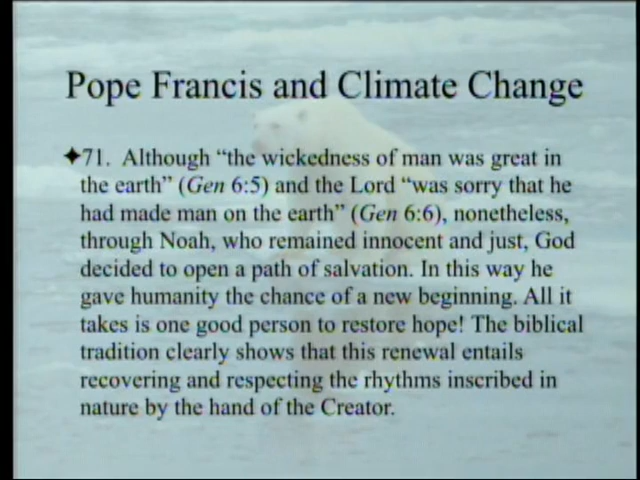 Pope Francis and Climate Change
✦71. Although “the wickedness of man was great in
the earth” (Gen 6:5) and the Lord “was sorry that he
had made man on the earth” (Gen 6:6), nonetheless,
through Noah, who remained innocent and just, God
decided to open a path of salvation. In this way he
gave humanity the chance of a new beginning. All it
takes is one good person to restore hope! The biblical
tradition clearly shows that this renewal entails
recovering and respecting the rhythms inscribed in
nature by the hand of the Creator.